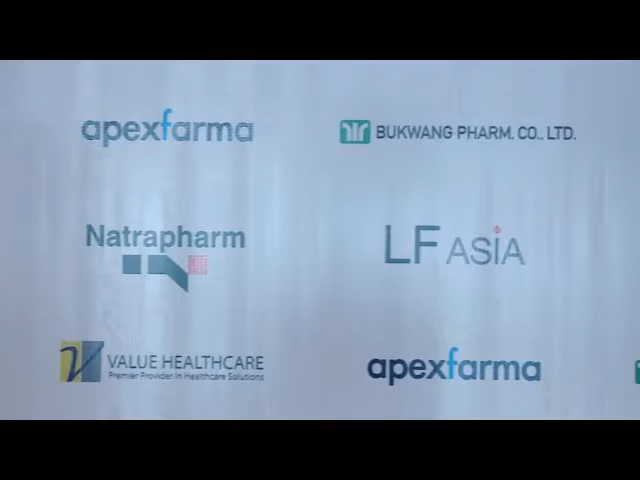 apexfarma
BUKWANG PHARM. CO., LTD.
Natrapharm
LF ASIA
VALUE HEALTHCARE
Premier Provider In Healthcare Solutions
apexfarma